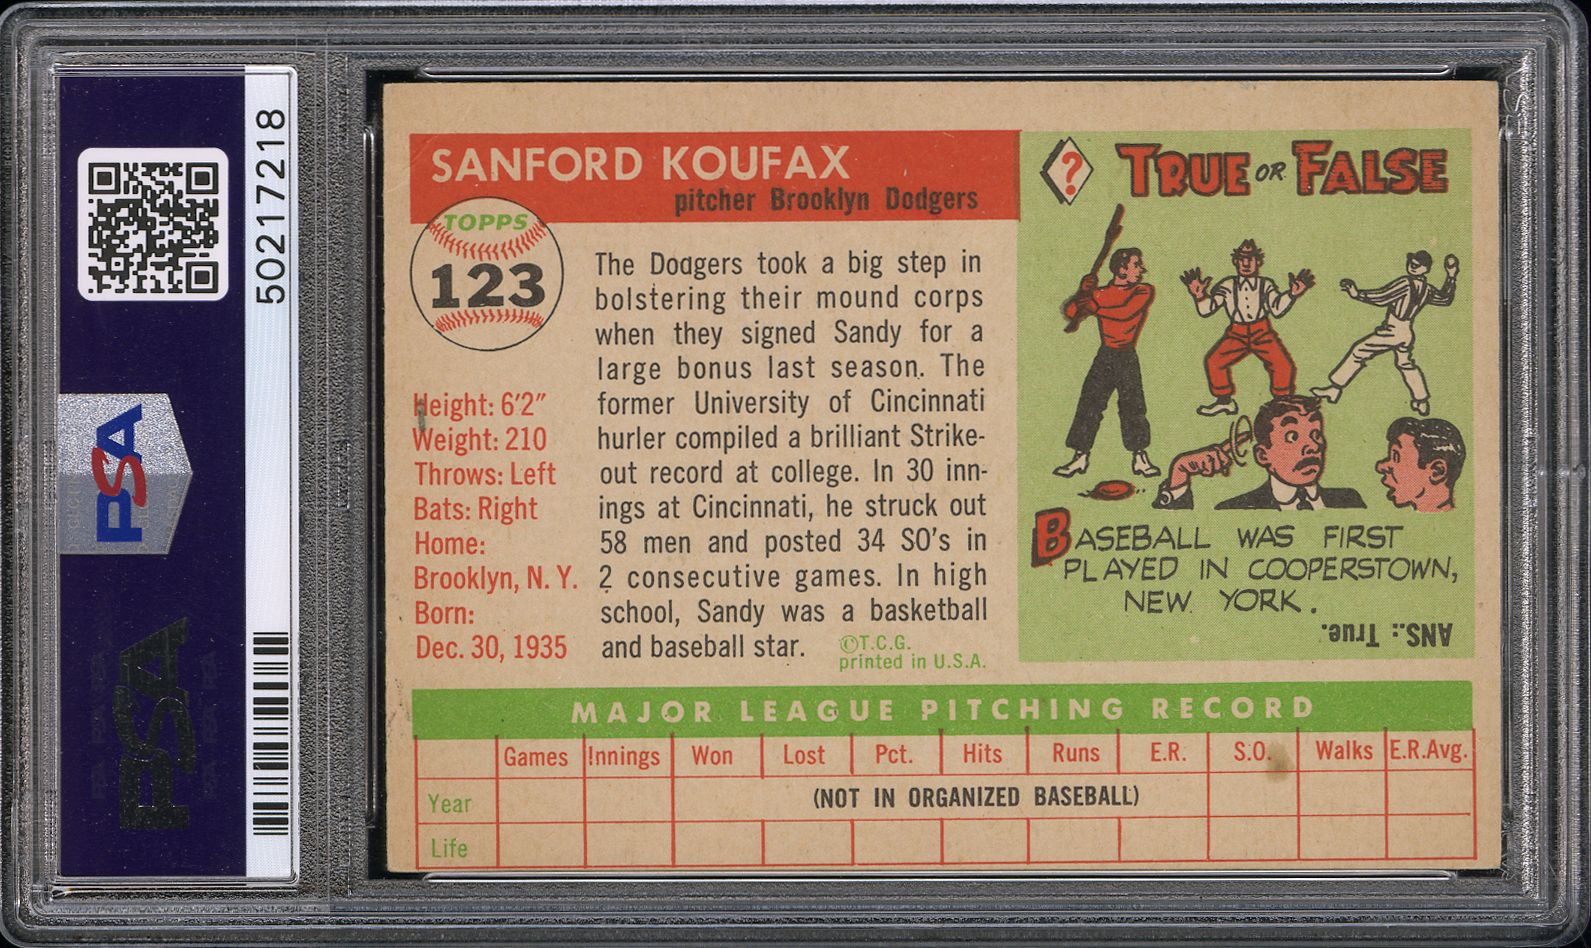 50217218
PSA
PSA
SANFORD KOUFAX
pitcher Brooklyn Dodgers
TOPPS
123
Height: 6'2"
Weight: 210
Throws: Left
Bats: Right
Home:
Brooklyn, N. Y.
Born:
Dec. 30, 1935
The Dodgers took a big step in
bolstering their mound corps
when they signed Sandy for a
large bonus last season. The
former University of Cincinnati
hurler compiled a brilliant Strike-
out record at college. In 30 inn-
ings at Cincinnati, he struck out
58 men and posted 34 SO's in
2 consecutive games. In high
school, Sandy was a basketball
and baseball star.
©T.C.G.
printed in U.S.A.
?
TRUE OR FALSE
BASEBALL WAS FIRST
PLAYED IN COOPERSTOWN,
NEW YORK.
ANS.: True.
MAJOR LEAGUE PITCHING RECORD
Games Innings Won Lost Pct. Hits Runs E.R. S.O. Walks E.R.Avg.
Year (NOT IN ORGANIZED BASEBALL)
Life